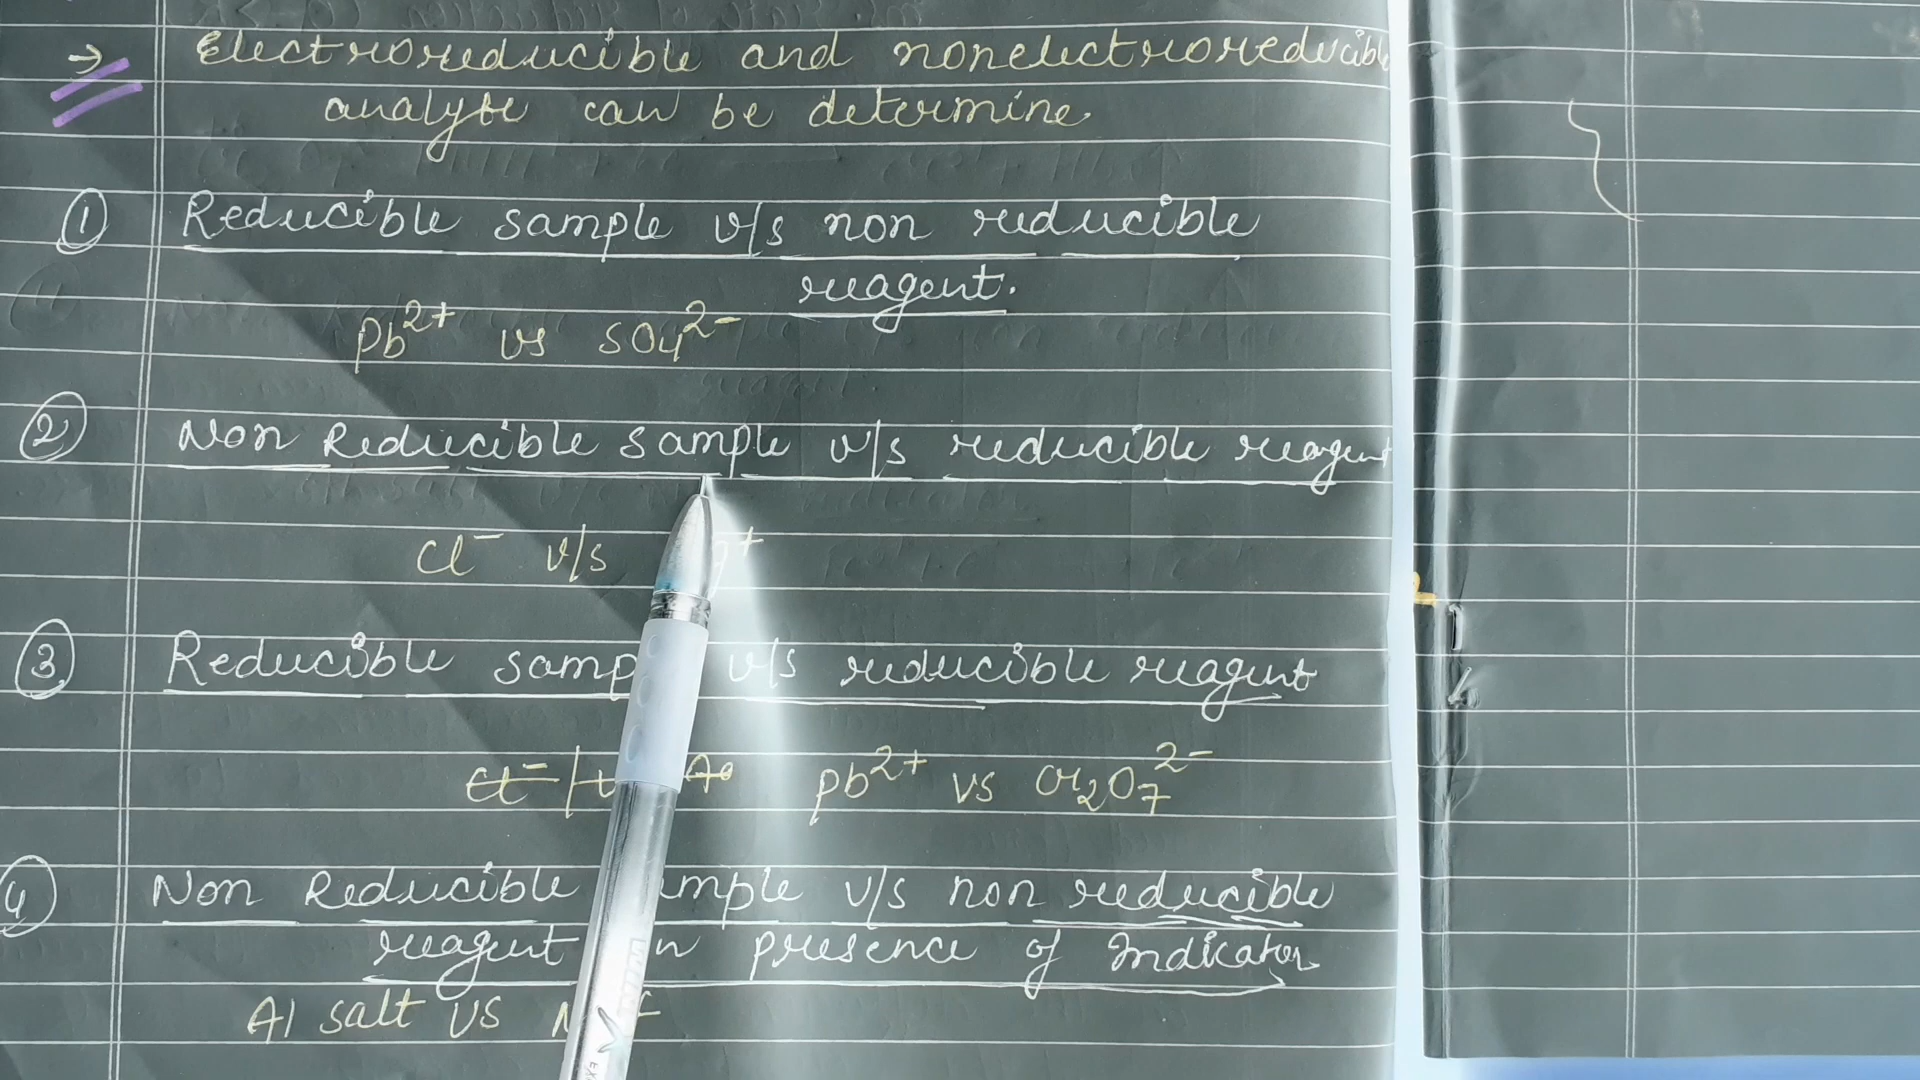 → Electroreducible and nonelectroreducible
analyte can be determine.
① Reducible sample v/s non reducible
reagent.
Pb²⁺ vs SO₄²⁻
② Non Reducible sample v/s reducible reagent
Cl⁻ v/s
③ Reducible v/s reducible reagent
Pb²⁺ vs Cr₂O₇²⁻
④ Non Reducible v/s non reducible
reagent presence of Indicator
Al salt vs